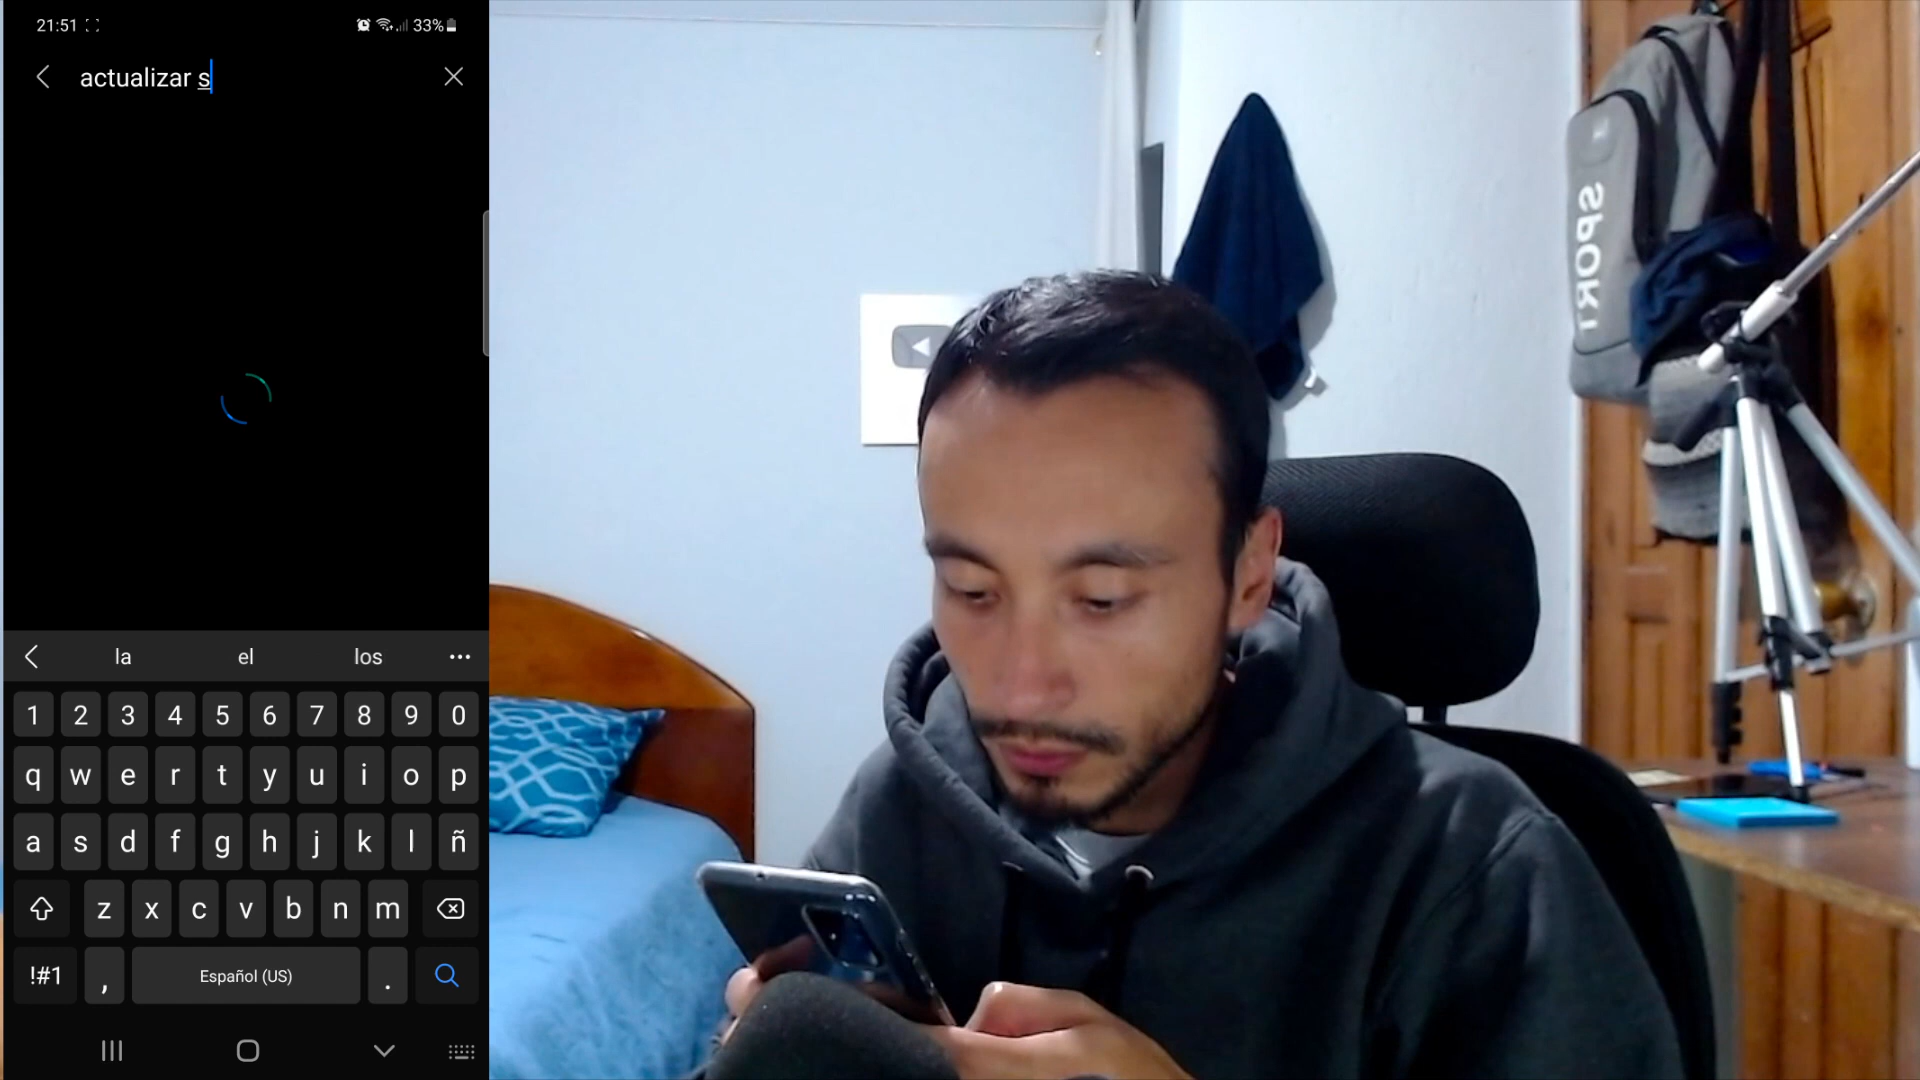 21:51
33%
actualizar s
la el los
1 2 3 4 5 6 7 8 9 0
q w e r t y u i o p
a s d f g h j k l ñ
z x c v b n m
!#1 , Español (US) .
SPORT